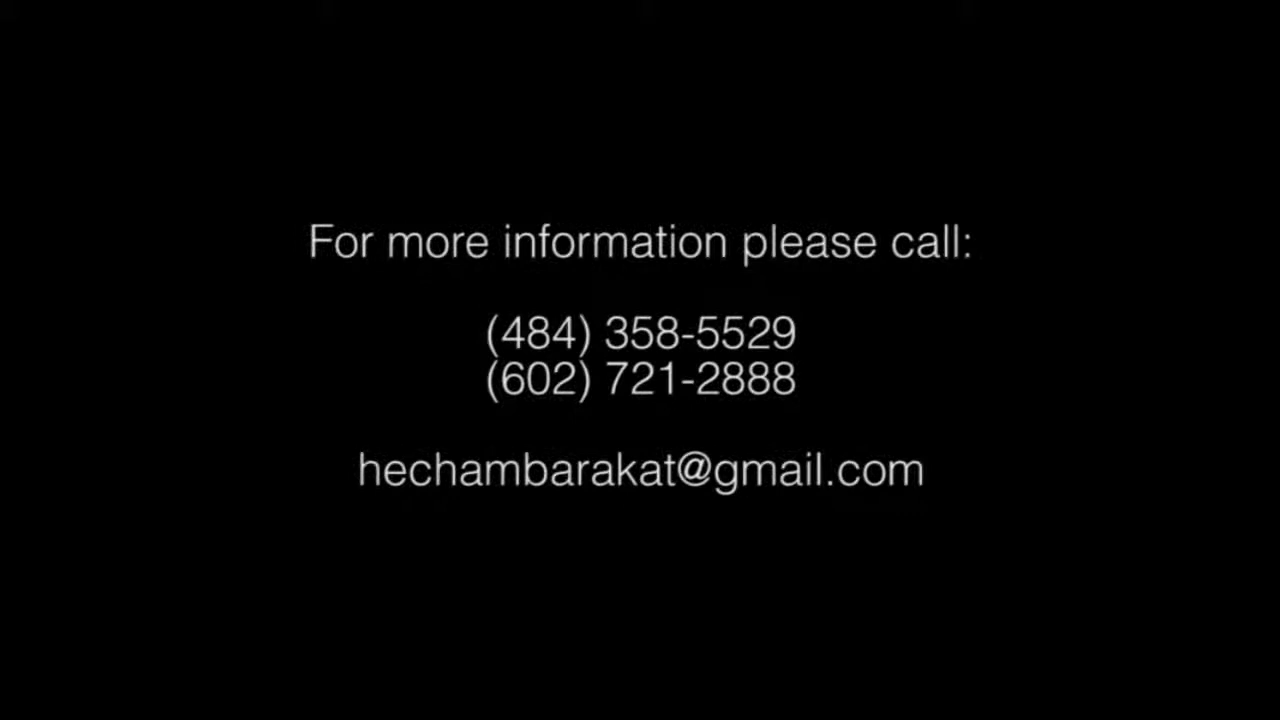 For more information please call:
(484) 358-5529
(602) 721-2888
hechambarakat@gmail.com